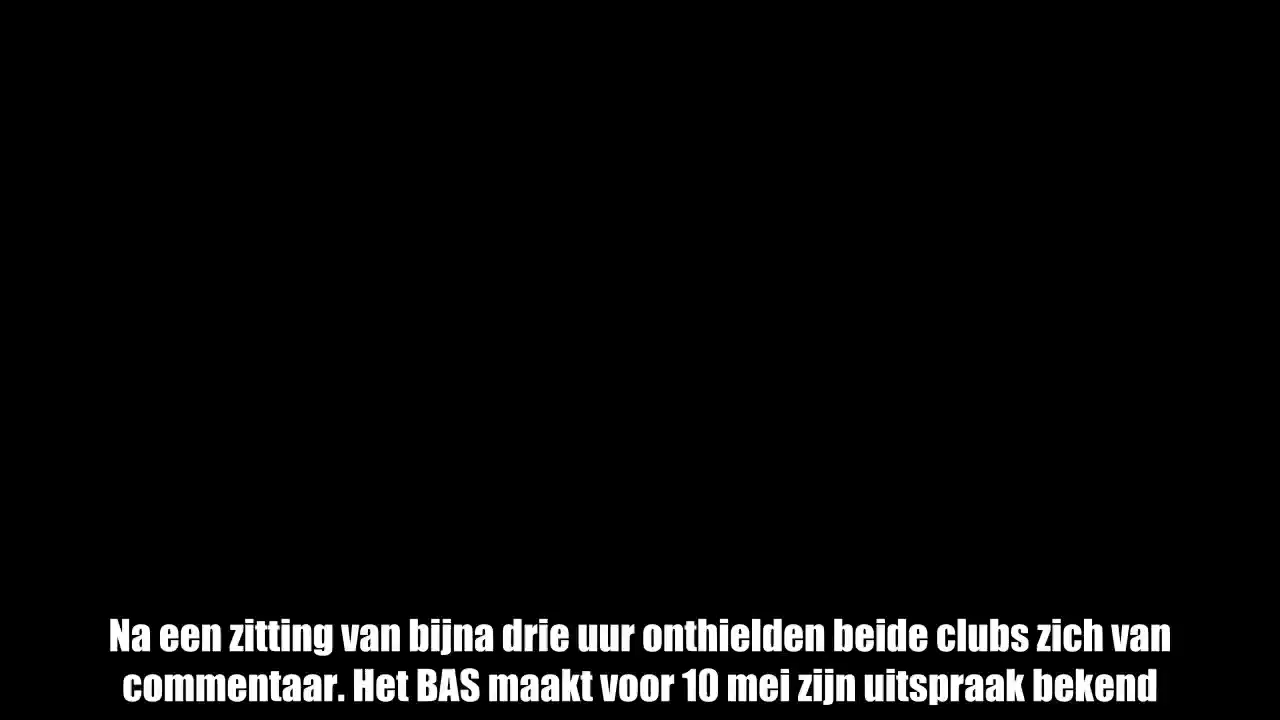 Na een zitting van bijna drie uur onthielden beide clubs zich van
commentaar. Het BAS maakt voor 10 mei zijn uitspraak bekend